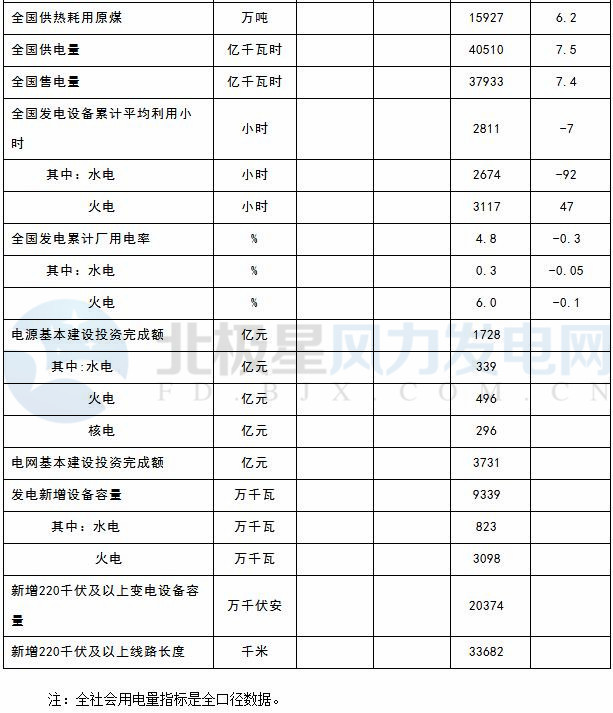 全国供热耗用原煤 万吨 15927 6.2
全国供电量 亿千瓦时 40510 7.5
全国售电量 亿千瓦时 37933 7.4
全国发电设备累计平均利用小
时 小时 2811 -7
其中：水电 小时 2674 -92
火电 小时 3117 47
全国发电累计厂用电率 % 4.8 -0.3
其中：水电 % 0.3 -0.05
火电 % 6.0 -0.1
电源基本建设投资完成额 亿元 1728
其中:水电 亿元 339
火电 亿元 496
核电 亿元 296
电网基本建设投资完成额 亿元 3731
发电新增设备容量 万千瓦 9339
其中：水电 万千瓦 823
火电 万千瓦 3098
新增220千伏及以上变电设备容
量 万千伏安 20374
新增220千伏及以上线路长度 千米 33682
注：全社会用电量指标是全口径数据。
北极星风力发电网
FD.BJX.COM.CN